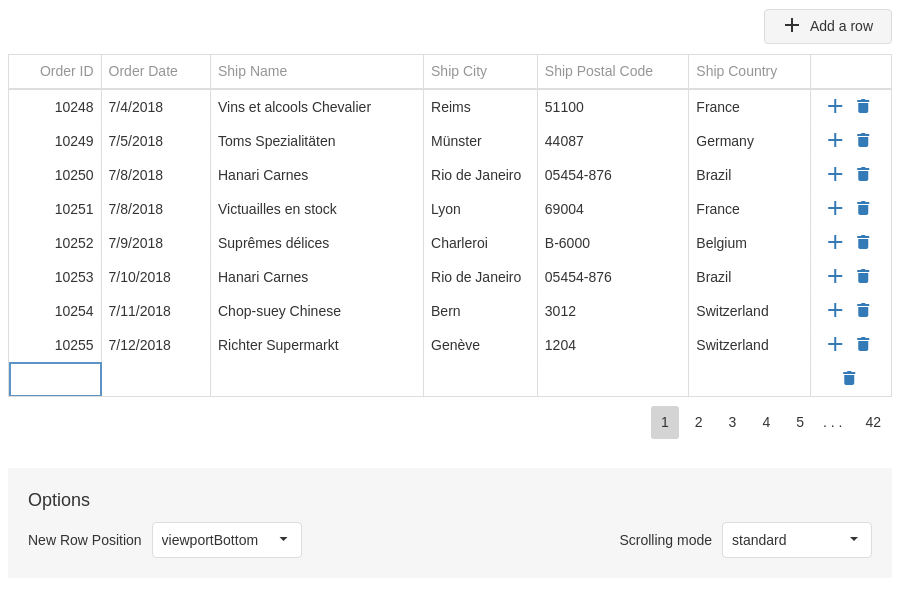 Add a row
Order ID Order Date Ship Name Ship City Ship Postal Code Ship Country
10248 7/4/2018 Vins et alcools Chevalier Reims 51100 France
10249 7/5/2018 Toms Spezialitäten Münster 44087 Germany
10250 7/8/2018 Hanari Carnes Rio de Janeiro 05454-876 Brazil
10251 7/8/2018 Victuailles en stock Lyon 69004 France
10252 7/9/2018 Suprêmes délices Charleroi B-6000 Belgium
10253 7/10/2018 Hanari Carnes Rio de Janeiro 05454-876 Brazil
10254 7/11/2018 Chop-suey Chinese Bern 3012 Switzerland
10255 7/12/2018 Richter Supermarkt Genève 1204 Switzerland
1 2 3 4 5 . . . 42
Options
New Row Position viewportBottom Scrolling mode standard